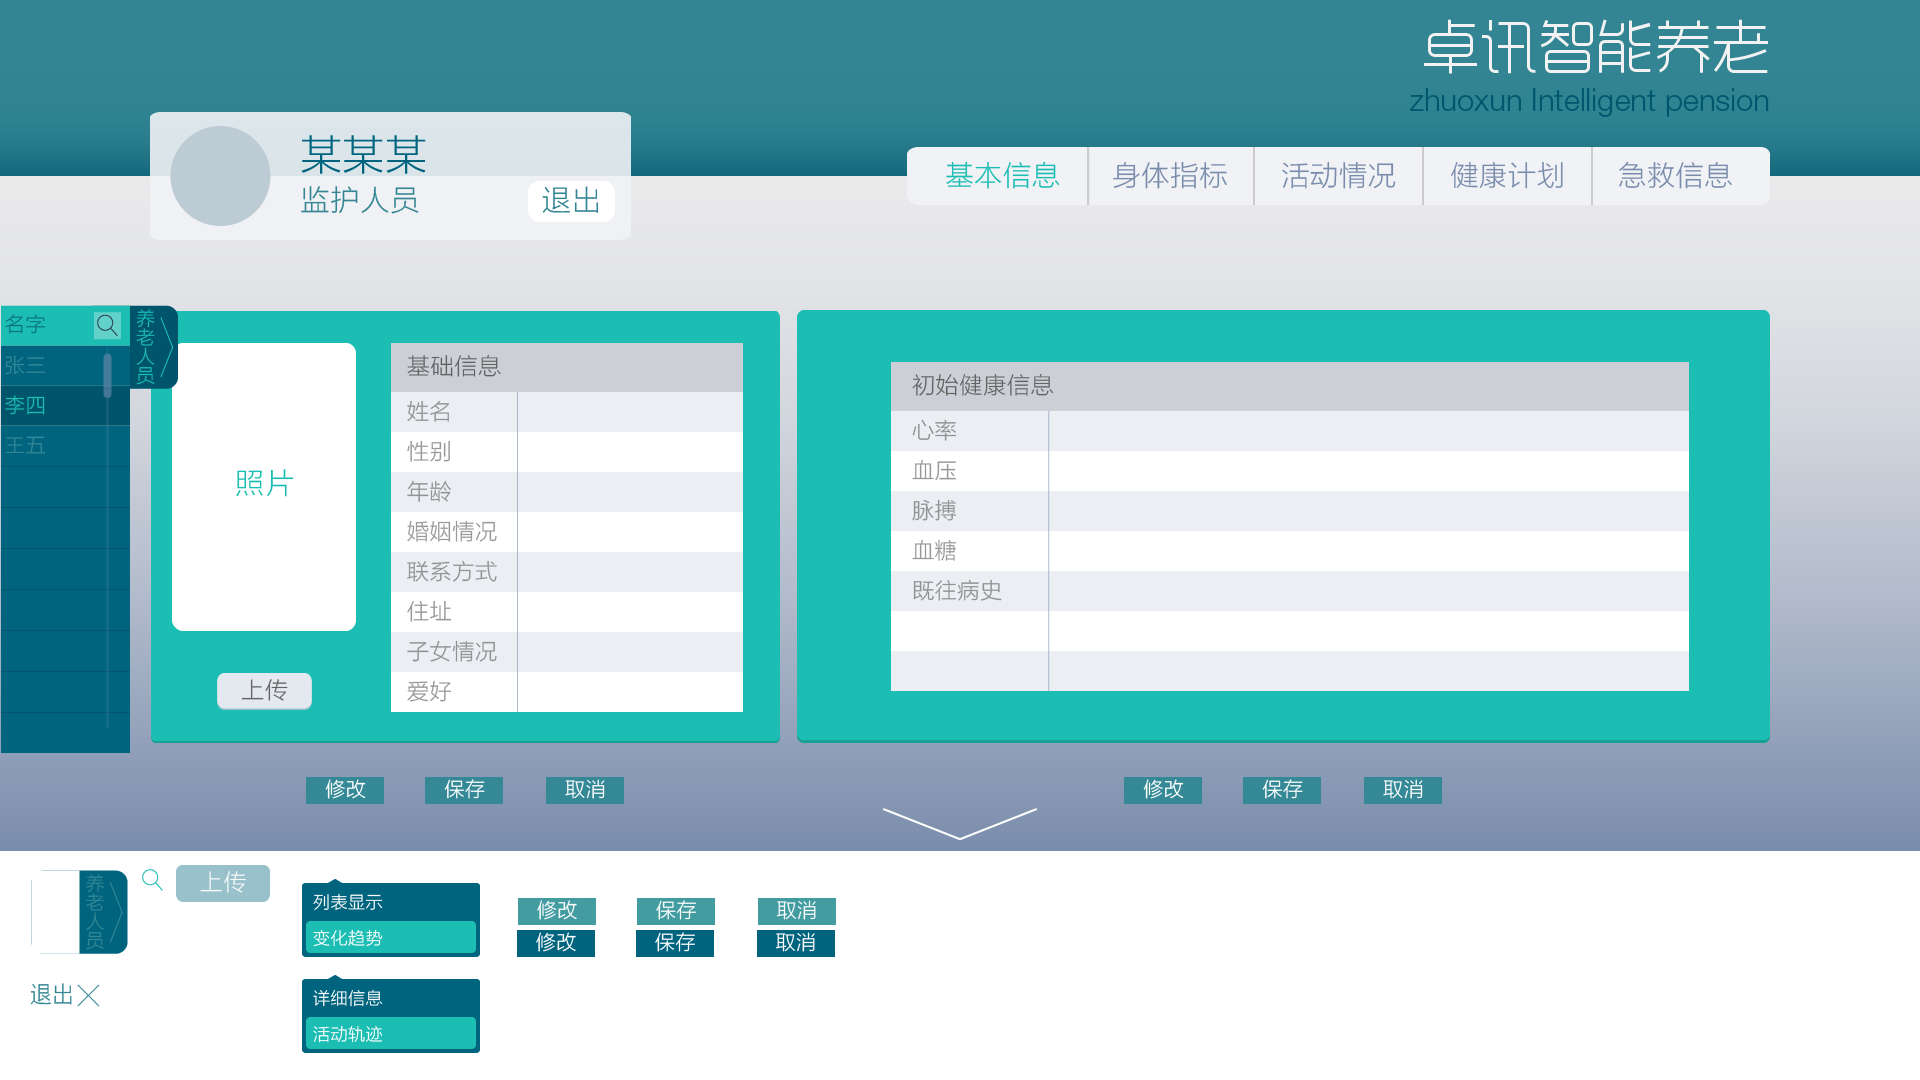 卓讯智能养老
zhuoxun Intelligent pension
某某某
监护人员
退出
基本信息
身体指标
活动情况
健康计划
急救信息
名字
张三
李四
王五
养老人员
照片
上传
基础信息
姓名
性别
年龄
婚姻情况
联系方式
住址
子女情况
爱好
初始健康信息
心率
血压
脉搏
血糖
既往病史
修改
保存
取消
修改
保存
取消
养老人员
上传
退出
列表显示
变化趋势
详细信息
活动轨迹
修改
保存
取消
修改
保存
取消